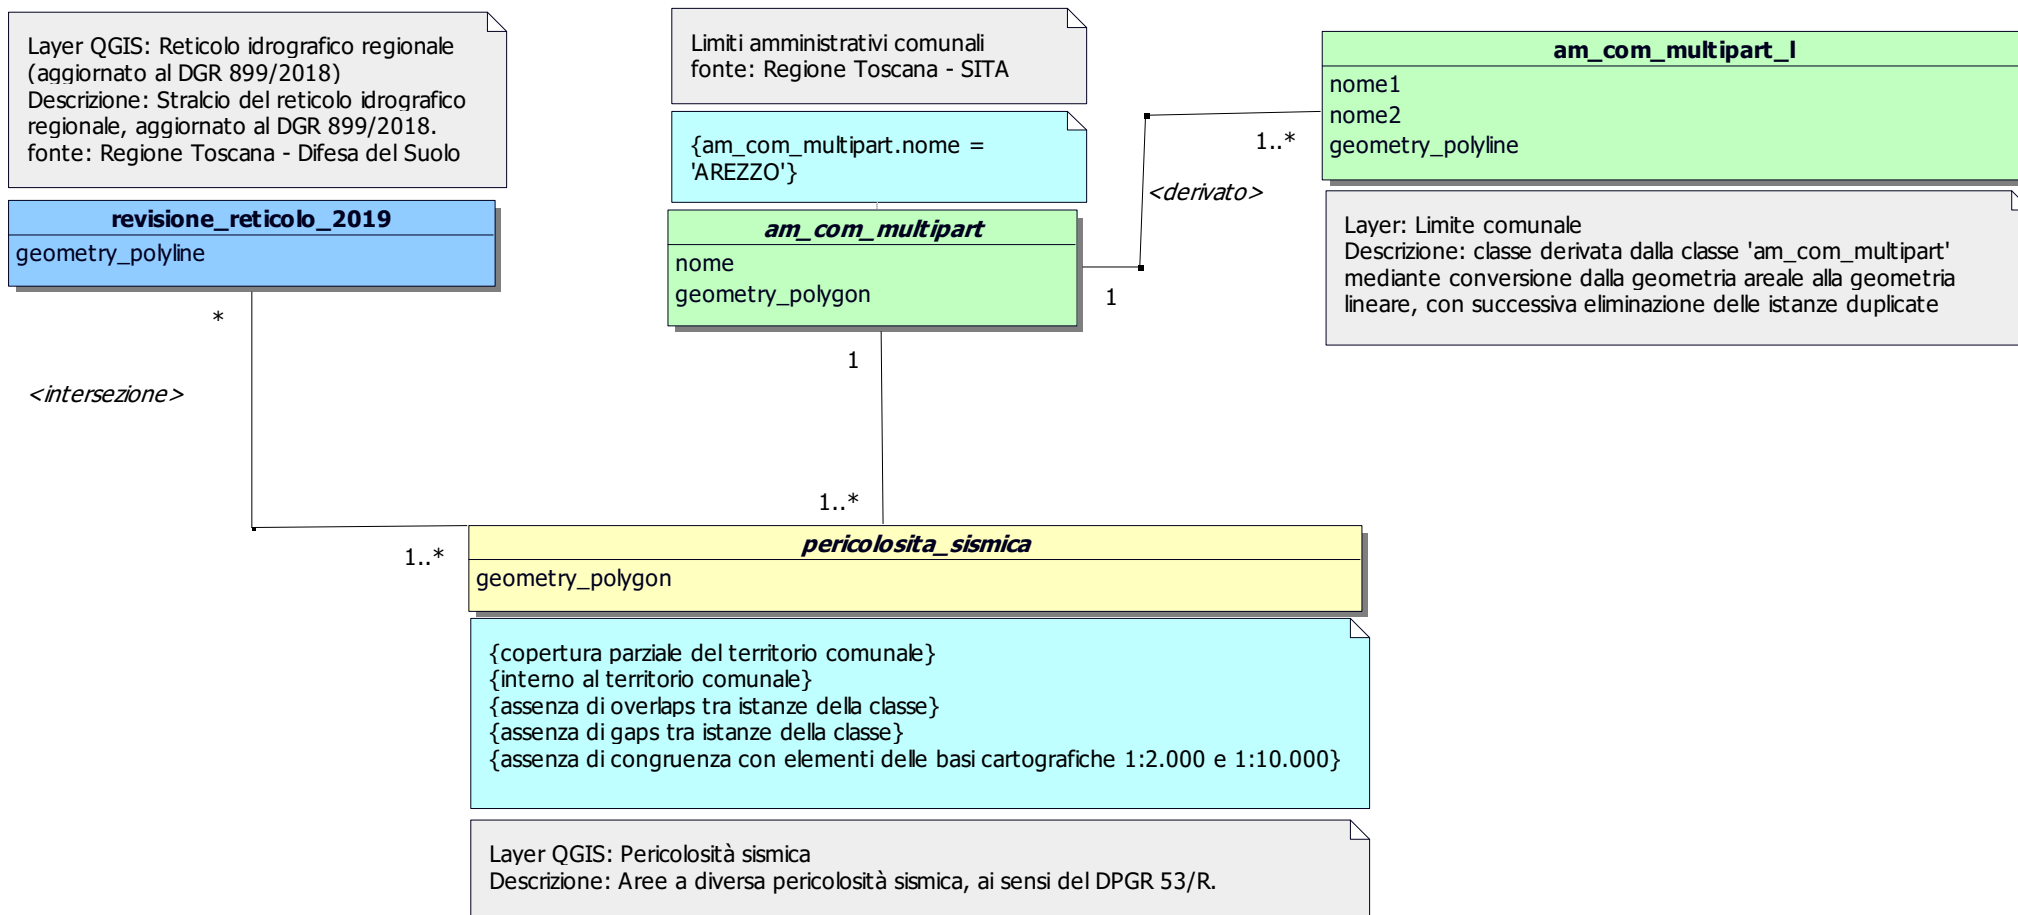 Layer QGIS: Reticolo idrografico regionale
(aggiornato al DGR 899/2018)
Descrizione: Stralcio del reticolo idrografico
regionale, aggiornato al DGR 899/2018.
fonte: Regione Toscana - Difesa del Suolo
revisione_reticolo_2019
geometry_polyline
*
<intersezione>
1..*
Limiti amministrativi comunali
fonte: Regione Toscana - SITA
{am_com_multipart.nome =
'AREZZO'}
am_com_multipart
nome
geometry_polygon
1
1
1..*
<derivato>
1..*
am_com_multipart_l
nome1
nome2
geometry_polyline
Layer: Limite comunale
Descrizione: classe derivata dalla classe 'am_com_multipart'
mediante conversione dalla geometria areale alla geometria
lineare, con successiva eliminazione delle istanze duplicate
pericolosita_sismica
geometry_polygon
{copertura parziale del territorio comunale}
{interno al territorio comunale}
{assenza di overlaps tra istanze della classe}
{assenza di gaps tra istanze della classe}
{assenza di congruenza con elementi delle basi cartografiche 1:2.000 e 1:10.000}
Layer QGIS: Pericolosità sismica
Descrizione: Aree a diversa pericolosità sismica, ai sensi del DPGR 53/R.